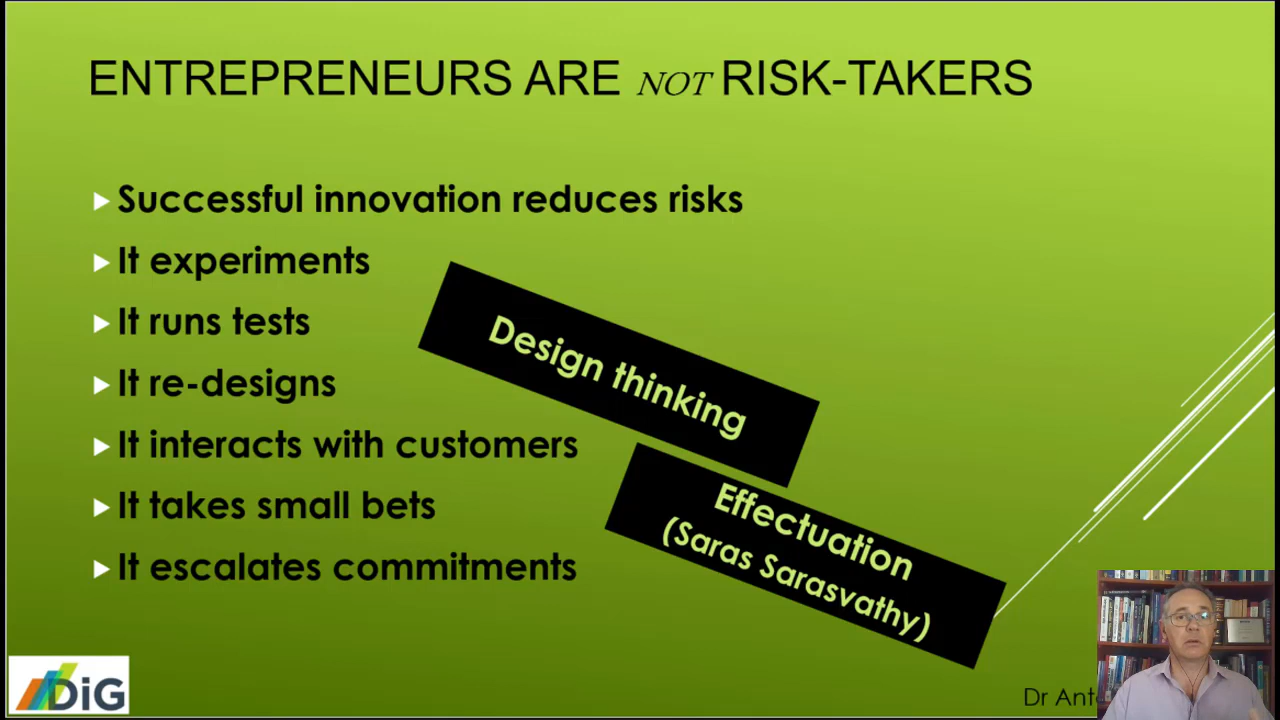 ENTREPRENEURS ARE NOT RISK-TAKERS
Successful innovation reduces risks
It experiments
It runs tests
It re-designs
It interacts with customers
It takes small bets
It escalates commitments
Design thinking
Effectuation
(Saras Sarasvathy)
DiG
Dr